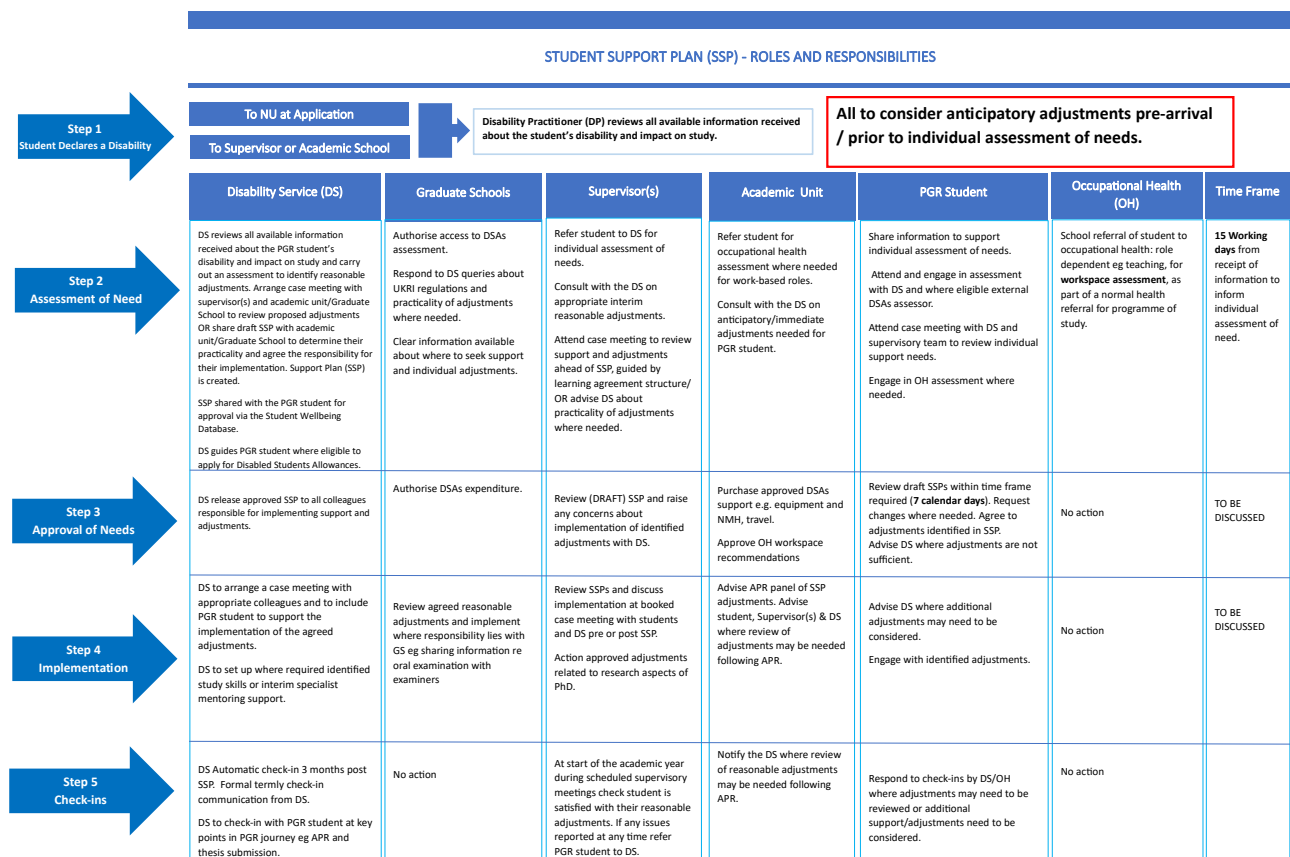 STUDENT SUPPORT PLAN (SSP) - ROLES AND RESPONSIBILITIES
Step 1
Student Declares a Disability
To NU at Application
To Supervisor or Academic School
Disability Practitioner (DP) reviews all available information received
about the student's disability and impact on study.
All to consider anticipatory adjustments pre-arrival
/ prior to individual assessment of needs.
Disability Service (DS)
Graduate Schools
Supervisor(s)
Academic Unit
PGR Student
Occupational Health
(OH)
Time Frame
Step 2
Assessment of Need
DS reviews all available information
received about the PGR student's
disability and impact on study and carry
out an assessment to identify reasonable
adjustments. Arrange case meeting with
supervisor(s) and academic unit/Graduate
School to review proposed adjustments
OR share draft SSP with academic
unit/Graduate School to determine their
practicality and agree the responsibility for
their implementation. Support Plan (SSP)
is created.
SSP shared with the PGR student for
approval via the Student Wellbeing
Database.
DS guides PGR student where eligible to
apply for Disabled Students Allowances.
Authorise access to DSAs
assessment.
Respond to DS queries about
UKRI regulations and
practicality of adjustments
where needed.
Clear information available
about where to seek support
and individual adjustments.
Refer student to DS for
individual assessment of
needs.
Consult with the DS on
appropriate interim
reasonable adjustments.
Attend case meeting to review
support and adjustments
ahead of SSP, guided by
learning agreement structure/
OR advise DS about
practicality of adjustments
where needed.
Refer student for
occupational health
assessment where needed
for work-based roles.
Consult with the DS on
anticipatory/immediate
adjustments needed for
PGR student.
Share information to support
individual assessment of needs.
Attend and engage in assessment
with DS and where eligible external
DSAs assessor.
Attend case meeting with DS and
supervisory team to review individual
support needs.
Engage in OH assessment where
needed.
School referral of student to
occupational health: role
dependent eg teaching, for
workspace assessment, as
part of a normal health
referral for programme of
study.
15 Working
days from
receipt of
information to
inform
individual
assessment of
need.
Step 3
Approval of Needs
DS release approved SSP to all colleagues
responsible for implementing support and
adjustments.
Authorise DSAs expenditure.
Review (DRAFT) SSP and raise
any concerns about
implementation of identified
adjustments with DS.
Purchase approved DSAs
support e.g. equipment and
NMH, travel.
Approve OH workspace
recommendations
Review draft SSPs within time frame
required (7 calendar days). Request
changes where needed. Agree to
adjustments identified in SSP.
Advise DS where adjustments are not
sufficient.
No action
TO BE
DISCUSSED
Step 4
Implementation
DS to arrange a case meeting with
appropriate colleagues and to include
PGR student to support the
implementation of the agreed
adjustments.
DS to set up where required identified
study skills or interim specialist
mentoring support.
Review agreed reasonable
adjustments and implement
where responsibility lies with
GS eg sharing information re
oral examination with
examiners
Review SSPs and discuss
implementation at booked
case meeting with students
and DS pre or post SSP.
Action approved adjustments
related to research aspects of
PhD.
Advise APR panel of SSP
adjustments. Advise
student, Supervisor(s) & DS
where review of
adjustments may be needed
following APR.
Advise DS where additional
adjustments may need to be
considered.
Engage with identified adjustments.
No action
TO BE
DISCUSSED
Step 5
Check-ins
DS Automatic check-in 3 months post
SSP. Formal termly check-in
communication from DS.
DS to check-in with PGR student at key
points in PGR journey eg APR and
thesis submission.
No action
At start of the academic year
during scheduled supervisory
meetings check student is
satisfied with their reasonable
adjustments. If any issues
reported at any time refer
PGR student to DS.
Notify the DS where review
of reasonable adjustments
may be needed following
APR.
Respond to check-ins by DS/OH
where adjustments may need to be
reviewed or additional
support/adjustments need to be
considered.
No action